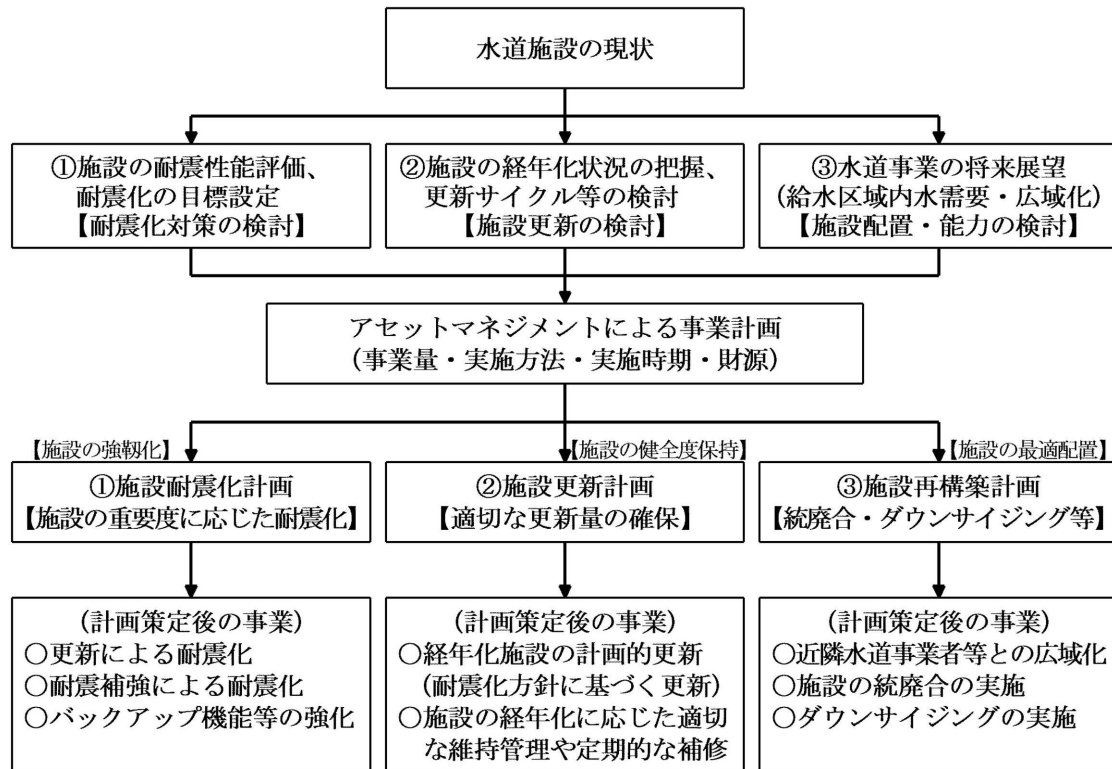 水道施設の現状
①施設の耐震性能評価、
耐震化の目標設定
【耐震化対策の検討】
②施設の経年化状況の把握、
更新サイクル等の検討
【施設更新の検討】
③水道事業の将来展望
(給水区域内水需要・広域化)
【施設配置・能力の検討】
アセットマネジメントによる事業計画
(事業量・実施方法・実施時期・財源)
【施設の強靱化】
①施設耐震化計画
【施設の重要度に応じた耐震化】
【施設の健全度保持】
②施設更新計画
【適切な更新量の確保】
【施設の最適配置】
③施設再構築計画
【統廃合・ダウンサイジング等】
(計画策定後の事業)
○更新による耐震化
○耐震補強による耐震化
○バックアップ機能等の強化
(計画策定後の事業)
○経年化施設の計画的更新
(耐震化方針に基づく更新)
○施設の経年化に応じた適切
な維持管理や定期的な補修
(計画策定後の事業)
○近隣水道事業者等との広域化
○施設の統廃合の実施
○ダウンサイジングの実施